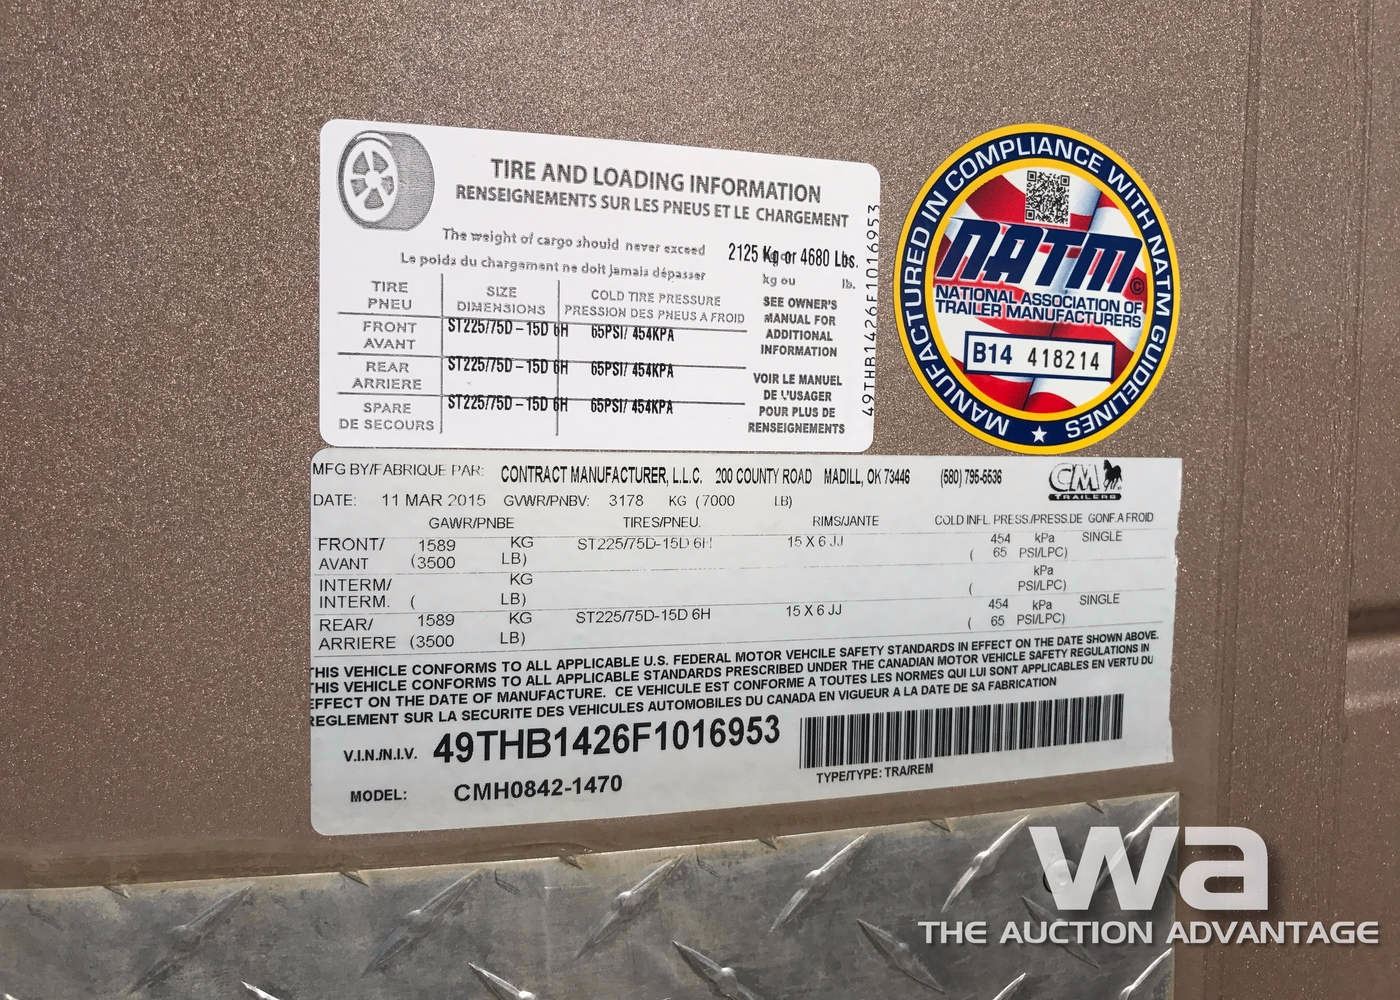 TIRE AND LOADING INFORMATION
RENSEIGNEMENTS SUR LES PNEUS ET LE CHARGEMENT
The weight of cargo should never exceed 2125 Kg or 4680 Lbs.
Le poids du chargement ne doit jamais dépasser kg ou lb.
TIRE SIZE COLD TIRE PRESSURE
PNEU DIMENSIONS PRESSION DES PNEUS A FROID
FRONT ST225/75D – 15D 6H 65PSI/ 454KPA
AVANT
REAR ST225/75D – 15D 6H 65PSI/ 454KPA
ARRIERE
SPARE ST225/75D – 15D 6H 65PSI/ 454KPA
DE SECOURS
SEE OWNER'S
MANUAL FOR
ADDITIONAL
INFORMATION
VOIR LE MANUEL
DE L'USAGER
POUR PLUS DE
RENSEIGNEMENTS
49THB1426F1016953
MANUFACTURED IN COMPLIANCE WITH NATM GUIDELINES
NATM ©
NATIONAL ASSOCIATION OF
TRAILER MANUFACTURERS
B14 418214
MFG BY/FABRIQUE PAR: CONTRACT MANUFACTURER, L.L.C. 200 COUNTY ROAD MADILL, OK 73446 (580) 795-5536
CM
TRAILERS
DATE: 11 MAR 2015 GVWR/PNBV: 3178 KG (7000 LB)
GAWR/PNBE TIRES/PNEU. RIMS/JANTE COLD INFL. PRESS./PRESS.DE GONF.A FROID
FRONT/ 1589 KG ST225/75D-15D 6H 15 X 6 JJ 454 kPa SINGLE
AVANT (3500 LB) ( 65 PSI/LPC)
INTERM/ KG kPa
INTERM. ( LB) ( PSI/LPC)
REAR/ 1589 KG ST225/75D-15D 6H 15 X 6 JJ 454 kPa SINGLE
ARRIERE (3500 LB) ( 65 PSI/LPC)
THIS VEHICLE CONFORMS TO ALL APPLICABLE U.S. FEDERAL MOTOR VEHCILE SAFETY STANDARDS IN EFFECT ON THE DATE SHOWN ABOVE.
THIS VEHICLE CONFORMS TO ALL APPLICABLE STANDARDS PRESCRIBED UNDER THE CANADIAN MOTOR VEHICLE SAFETY REGULATIONS IN
EFFECT ON THE DATE OF MANUFACTURE. CE VEHICULE EST CONFORME A TOUTES LES NORMES QUI LUI SONT APPLICABLES EN VERTU DU
REGLEMENT SUR LA SECURITE DES VEHICULES AUTOMOBILES DU CANADA EN VIGUEUR A LA DATE DE SA FABRICATION
V.I.N./N.I.V. 49THB1426F1016953
TYPE/TYPE: TRA/REM
MODEL: CMH0842-1470
wa
THE AUCTION ADVANTAGE